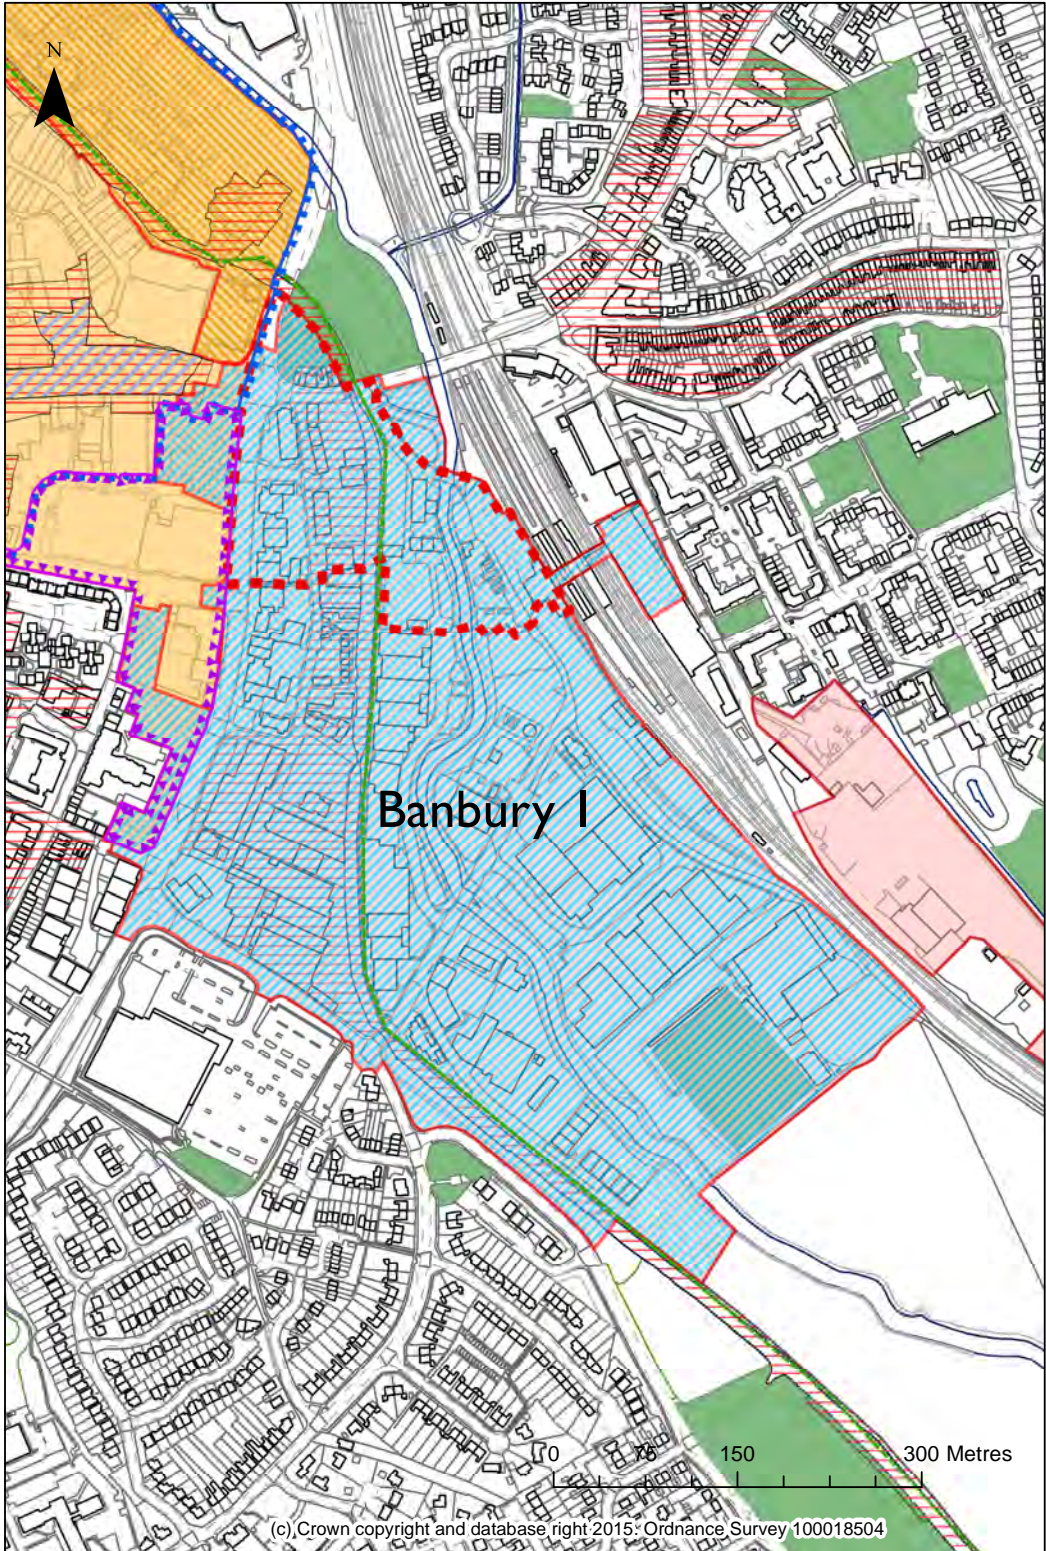 N
Banbury 1
0 75 150 300 Metres
(c) Crown copyright and database right 2015. Ordnance Survey 100018504